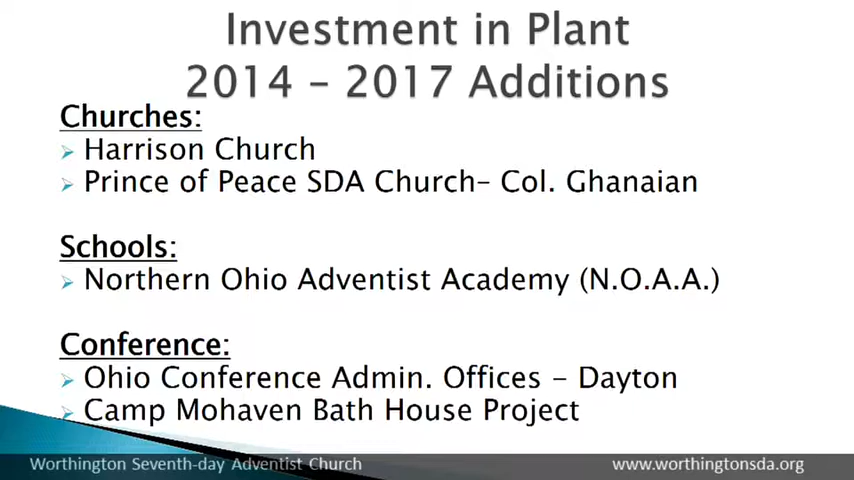 Investment in Plant
2014 – 2017 Additions
Churches:
➢ Harrison Church
➢ Prince of Peace SDA Church– Col. Ghanaian
Schools:
➢ Northern Ohio Adventist Academy (N.O.A.A.)
Conference:
➢ Ohio Conference Admin. Offices - Dayton
➢ Camp Mohaven Bath House Project
Worthington Seventh-day Adventist Church
www.worthingtonsda.org